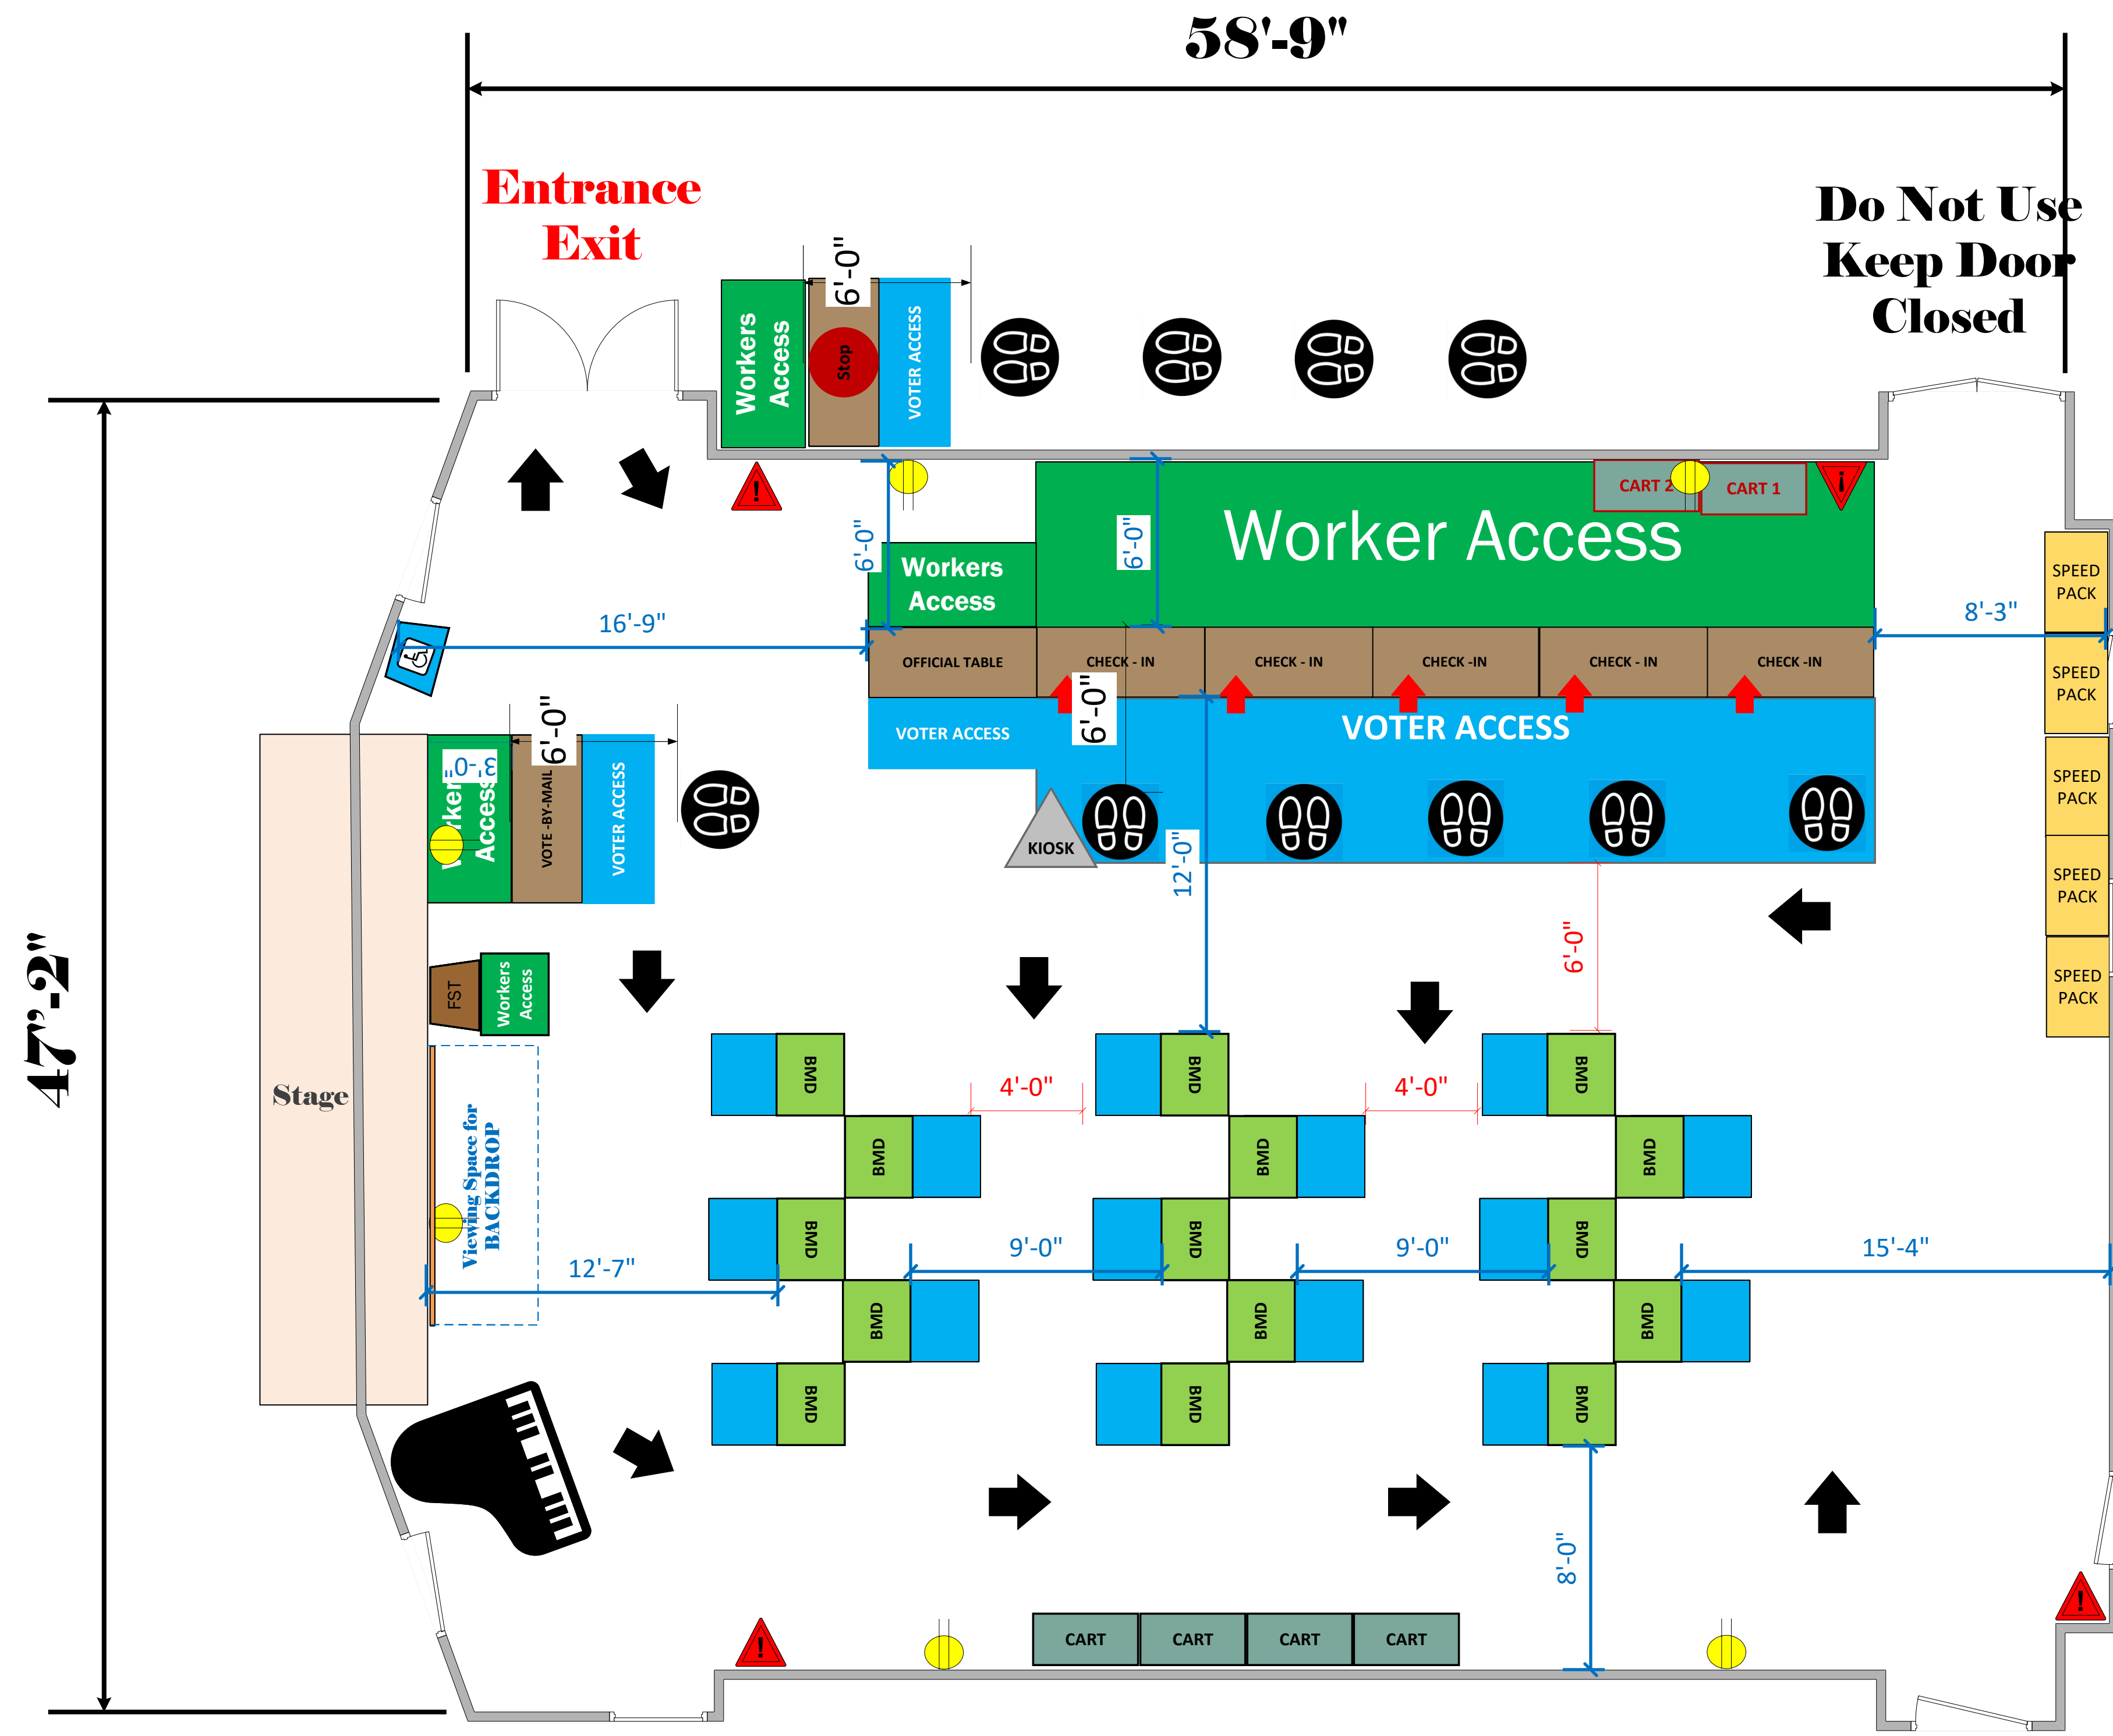 58'-9"
Entrance
Exit
Do Not Use
Keep Door
Closed
6'-0"
Workers
Access
Stop
VOTER ACCESS
CART 2
CART 1
Worker Access
6'-0"
6'-0"
Workers
Access
SPEED
PACK
16'-9"
8'-3"
OFFICIAL TABLE
CHECK - IN
CHECK - IN
CHECK -IN
CHECK - IN
CHECK -IN
SPEED
PACK
6'-0"
VOTER ACCESS
VOTER ACCESS
6'-0"
3'-0"
Workers
Access
VOTE -BY-MAIL
VOTER ACCESS
SPEED
PACK
KIOSK
12'-0"
SPEED
PACK
6'-0"
47'-2"
FST
Workers
Access
SPEED
PACK
Stage
BMD
4'-0"
BMD
4'-0"
BMD
Viewing Space for
BACKDROP
BMD
BMD
BMD
BMD
BMD
BMD
12'-7"
9'-0"
9'-0"
15'-4"
BMD
BMD
BMD
BMD
BMD
BMD
8'-0"
CART
CART
CART
CART